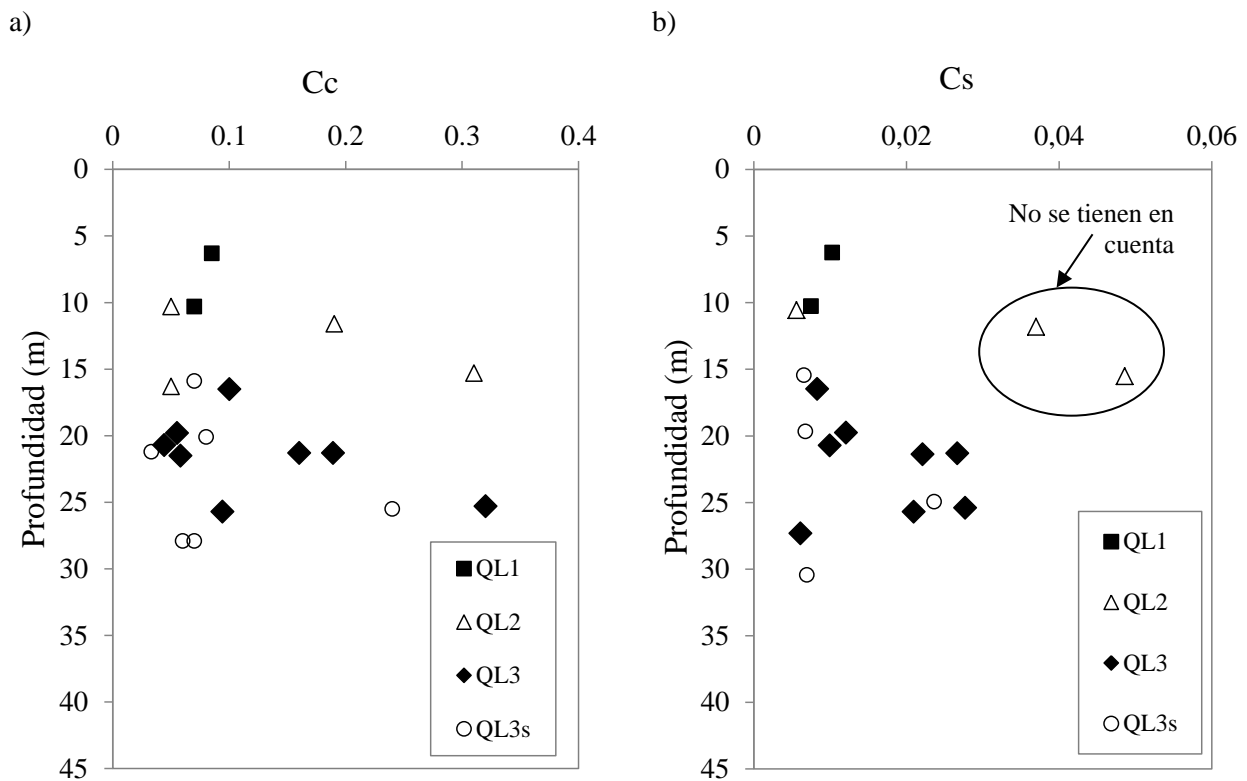 a)
Cc
0 0.1 0.2 0.3 0.4
Profundidad (m)
0
5
10
15
20
25
30
35
40
45
QL1
QL2
QL3
QL3s
b)
Cs
0 0,02 0,04 0,06
Profundidad (m)
0
5
10
15
20
25
30
35
40
45
No se tienen en
cuenta
QL1
QL2
QL3
QL3s